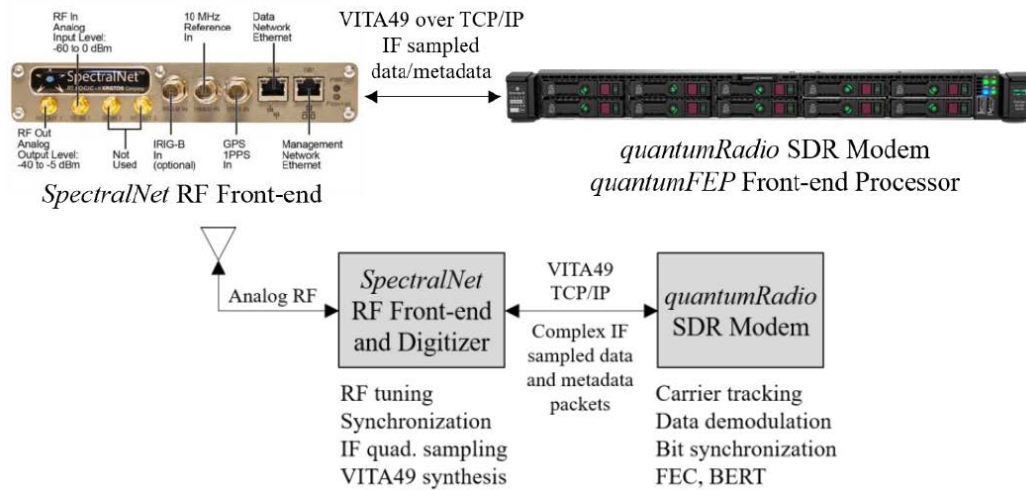 RF In
Analog
Input Level:
-60 to 0 dBm
10 MHz
Reference
In
Data
Network
Ethernet
SpectralNet
RF Out
Analog
Output Level:
-40 to -5 dBm
Not
Used
IRIG-B
In
(optional)
GPS
1PPS
In
Management
Network
Ethernet
SpectralNet RF Front-end
VITA49 over TCP/IP
IF sampled
data/metadata
quantumRadio SDR Modem
quantumFEP Front-end Processor
Analog RF
SpectralNet
RF Front-end
and Digitizer
VITA49
TCP/IP
Complex IF
sampled data
and metadata
packets
quantumRadio
SDR Modem
RF tuning
Synchronization
IF quad. sampling
VITA49 synthesis
Carrier tracking
Data demodulation
Bit synchronization
FEC, BERT